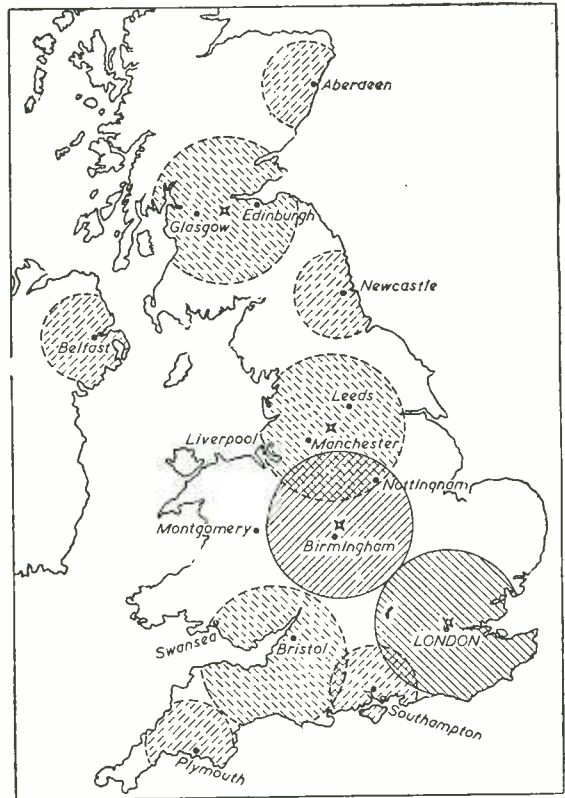 Aberdeen
Edinburgh
Glasgow
Newcastle
Belfast
Leeds
Liverpool
Manchester
Nottingham
Montgomery
Birmingham
Swansea
Bristol
LONDON
Southampton
Plymouth